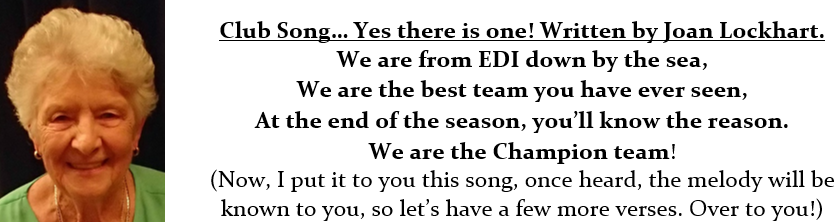 Club Song... Yes there is one! Written by Joan Lockhart.
We are from EDI down by the sea,
We are the best team you have ever seen,
At the end of the season, you’ll know the reason.
We are the Champion team!
(Now, I put it to you this song, once heard, the melody will be
known to you, so let’s have a few more verses. Over to you!)